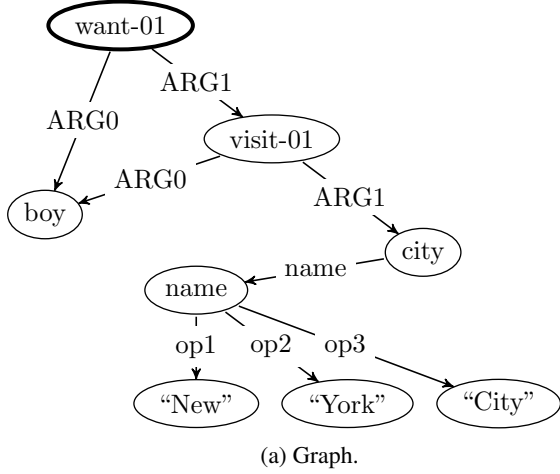 want-01
ARG1
ARG0
visit-01
ARG0
ARG1
boy
city
name
name
op1 op2 op3
“New” “York” “City”
(a) Graph.